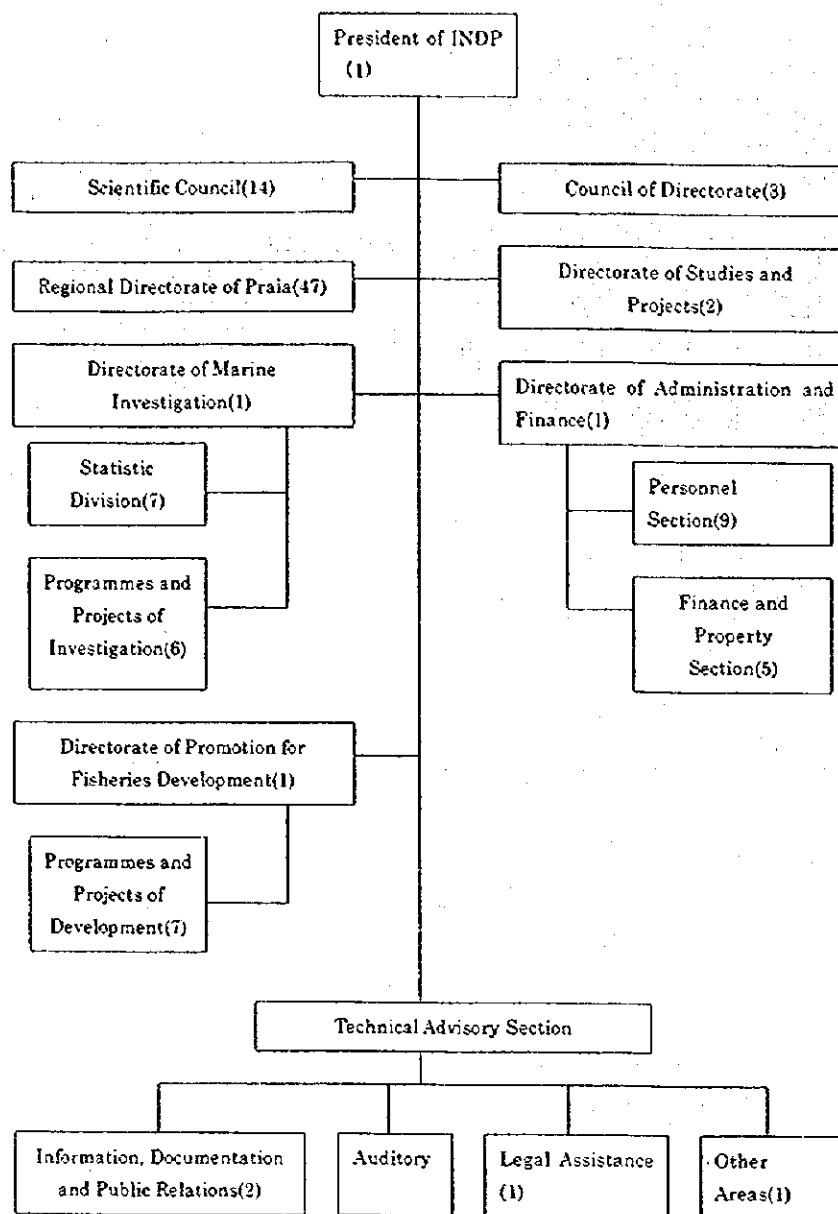 President of INDP
(1)
Scientific Council(14)
Council of Directorate(3)
Regional Directorate of Praia(47)
Directorate of Studies and
Projects(2)
Directorate of Marine
Investigation(1)
Directorate of Administration and
Finance(1)
Statistic
Division(7)
Personnel
Section(9)
Programmes and
Projects of
Investigation(6)
Finance and
Property
Section(5)
Directorate of Promotion for
Fisheries Development(1)
Programmes and
Projects of
Development(7)
Technical Advisory Section
Information, Documentation
and Public Relations(2)
Auditory
Legal Assistance
(1)
Other
Areas(1)